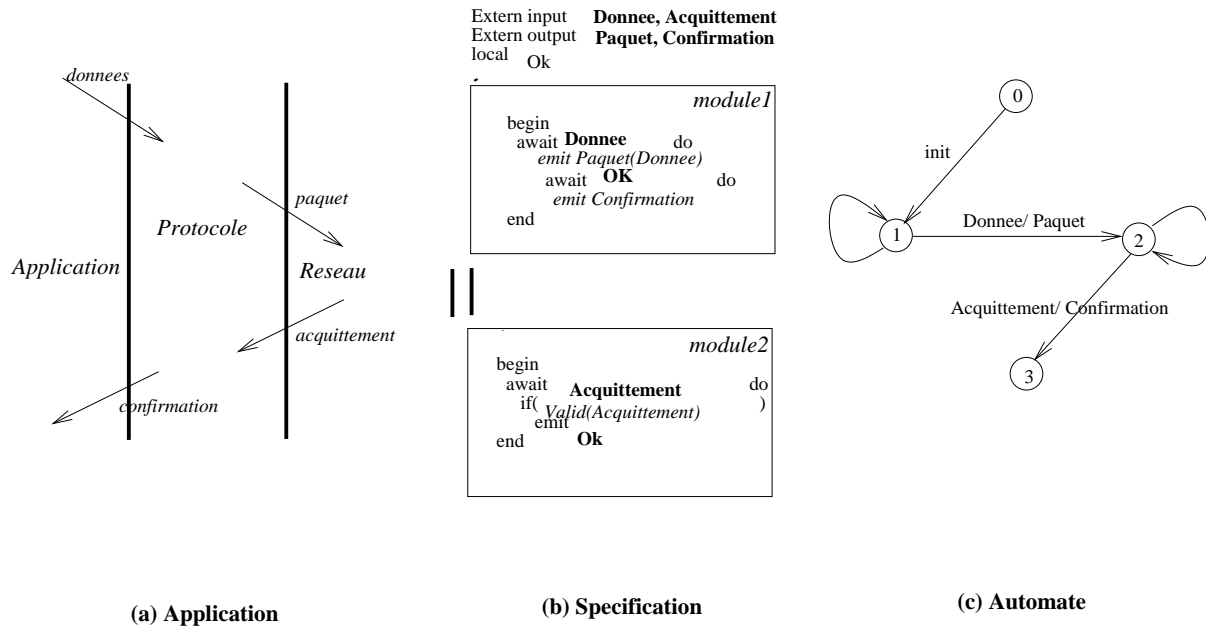 donnees
paquet
Protocole
Application
Reseau
acquittement
confirmation
(a) Application
Extern input Donnee, Acquittement
Extern output Paquet, Confirmation
local Ok
module1
begin
await Donnee do
emit Paquet(Donnee)
await OK do
emit Confirmation
end
module2
begin
await Acquittement do
if( Valid(Acquittement) )
emit
Ok
end
(b) Specification
0
init
1
Donnee/ Paquet
2
Acquittement/ Confirmation
3
(c) Automate